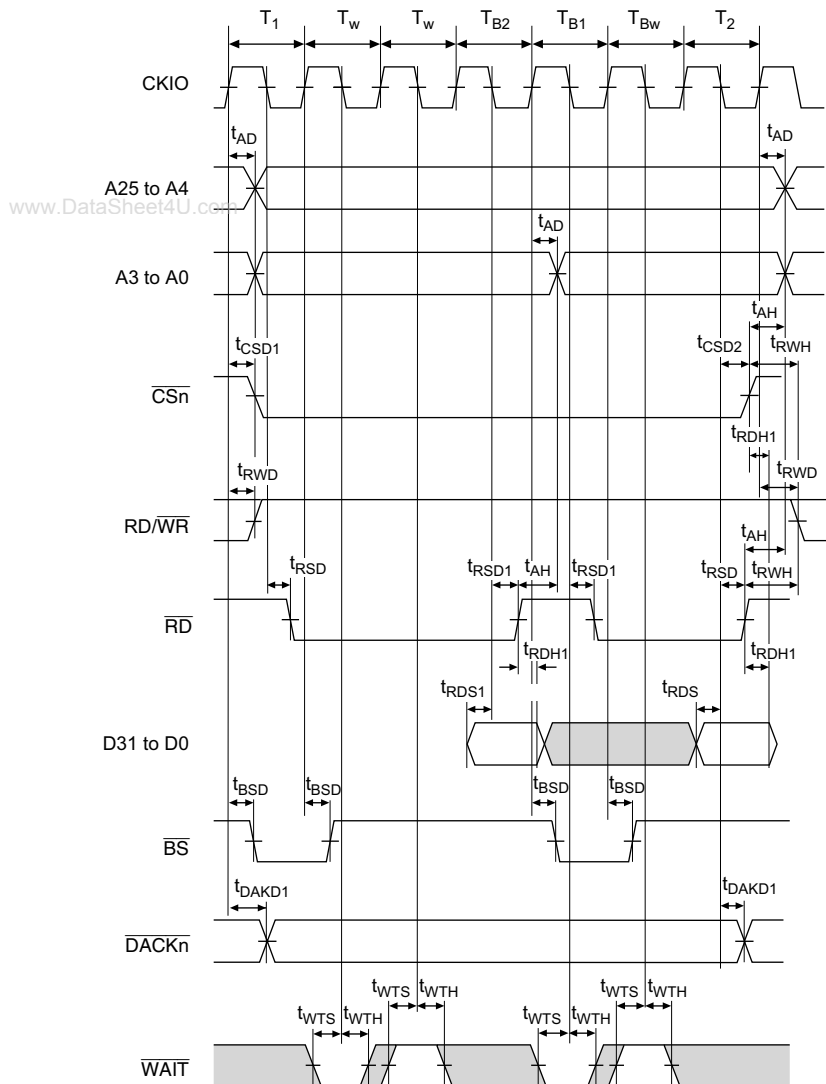 T1 Tw Tw TB2 TB1 TBw T2
CKIO
tAD tAD
A25 to A4
www.DataSheet4U.com
tAD
A3 to A0
tAH
tCSD1 tCSD2 tRWH
CSn
tRDH1
tRWD tRWD
RD/WR
tAH
tRSD tRSD1 tAH tRSD1 tRSD tRWH
RD
tRDH1 tRDH1
tRDS1 tRDS
D31 to D0
tBSD tBSD tBSD tBSD
BS
tDAKD1 tDAKD1
DACKn
tWTS tWTH tWTS tWTH
tWTS tWTH tWTS tWTH
WAIT